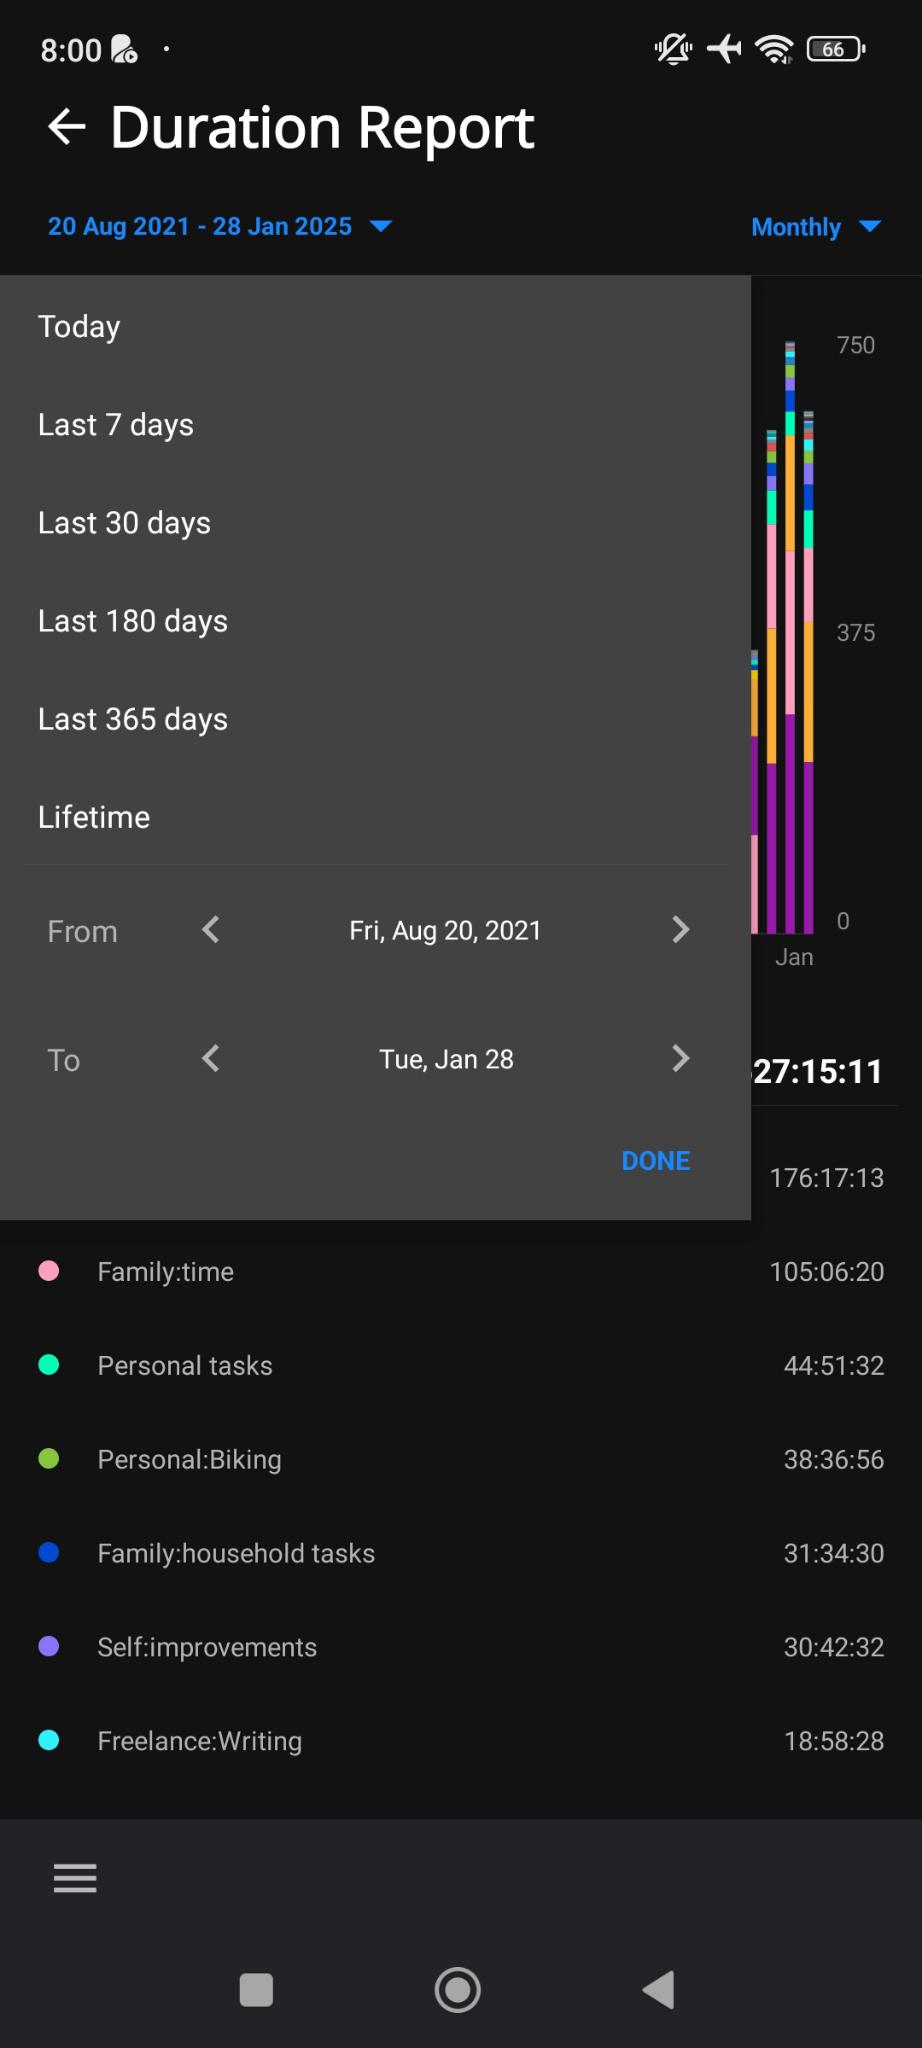 8:00
66
Duration Report
20 Aug 2021 - 28 Jan 2025
Monthly
Today
Last 7 days
Last 30 days
Last 180 days
Last 365 days
Lifetime
From
Fri, Aug 20, 2021
To
Tue, Jan 28
DONE
750
375
0
Jan
27:15:11
176:17:13
Family:time 105:06:20
Personal tasks 44:51:32
Personal:Biking 38:36:56
Family:household tasks 31:34:30
Self:improvements 30:42:32
Freelance:Writing 18:58:28